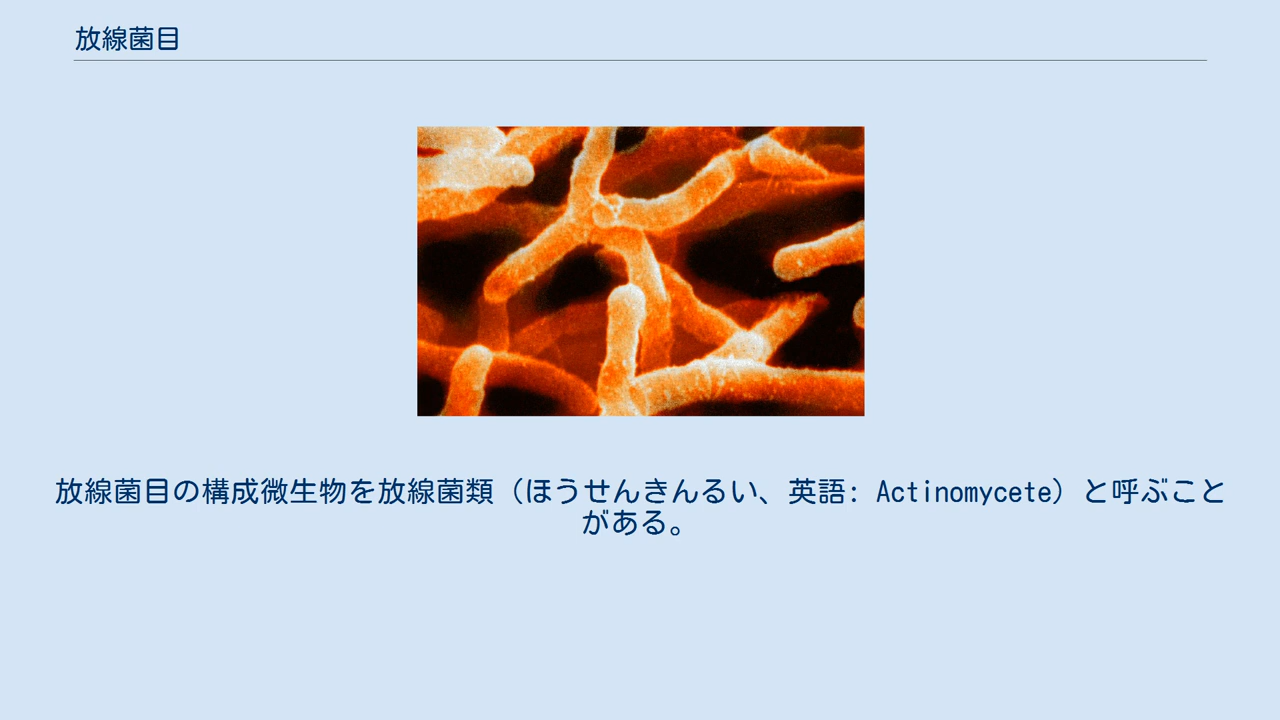 放線菌目
放線菌目の構成微生物を放線菌類（ほうせんきんるい、英語: Actinomycete）と呼ぶこと
がある。